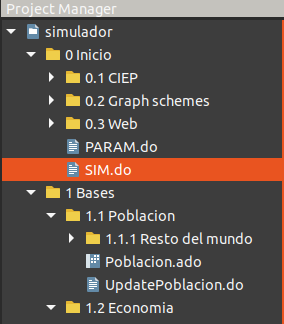 Project Manager
simulador
0 Inicio
0.1 CIEP
0.2 Graph schemes
0.3 Web
PARAM.do
SIM.do
1 Bases
1.1 Poblacion
1.1.1 Resto del mundo
Poblacion.ado
UpdatePoblacion.do
1.2 Economia